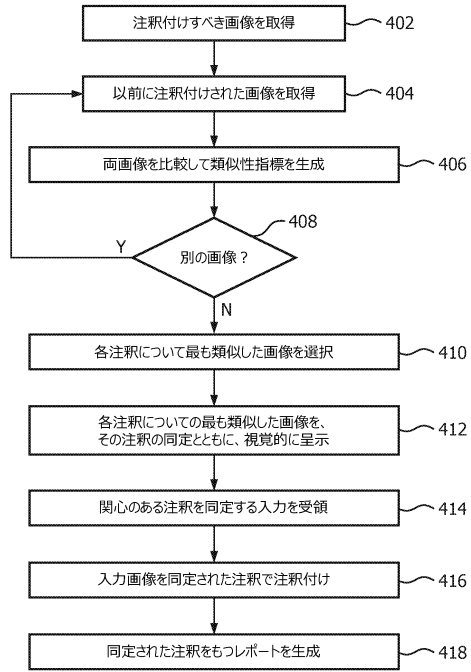 注釈付けすべき画像を取得
402
以前に注釈付けされた画像を取得
404
両画像を比較して類似性指標を生成
406
408
Y
別の画像？
N
各注釈について最も類似した画像を選択
410
各注釈についての最も類似した画像を、
その注釈の同定とともに、視覚的に呈示
412
関心のある注釈を同定する入力を受領
414
入力画像を同定された注釈で注釈付け
416
同定された注釈をもつレポートを生成
418